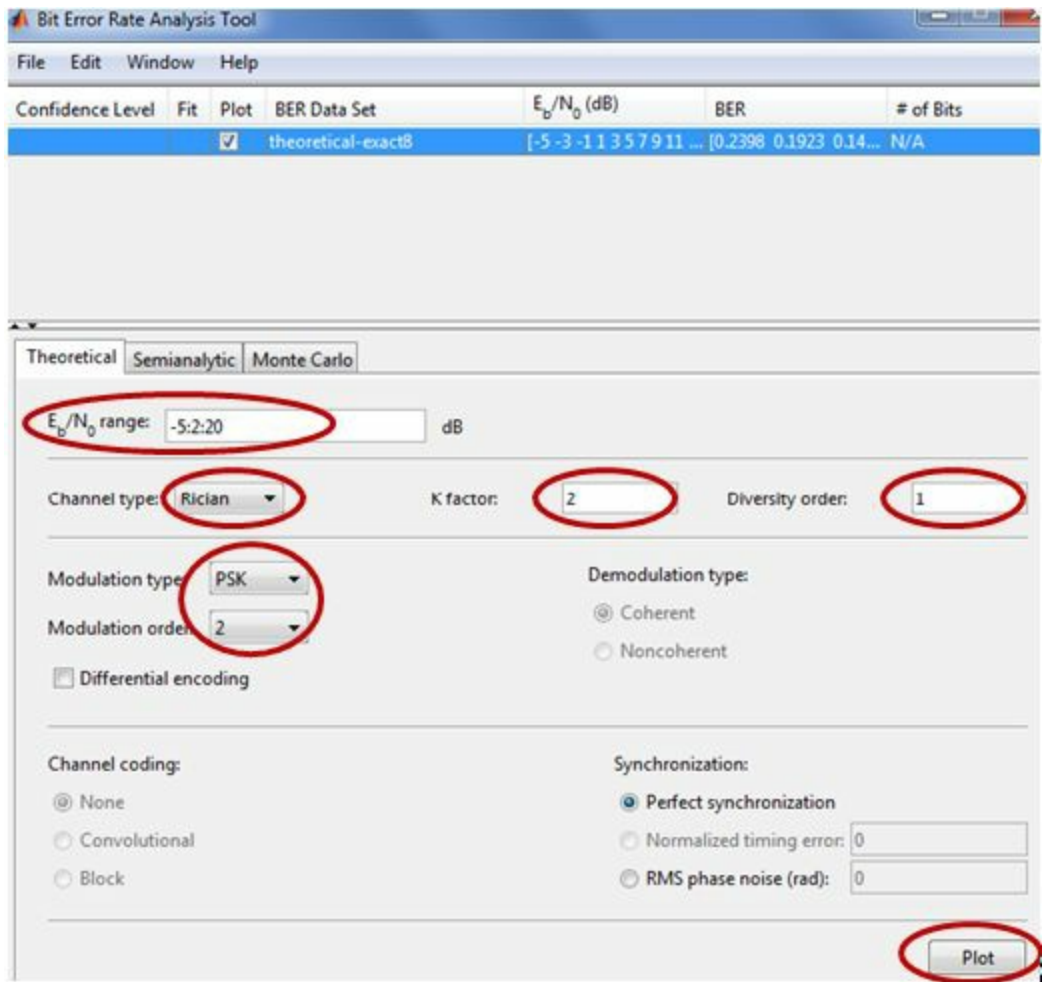 Bit Error Rate Analysis Tool
File Edit Window Help
Confidence Level Fit Plot BER Data Set E_b/N_0 (dB) BER # of Bits
theoretical-exact8 [-5 -3 -1 1 3 5 7 9 11 ... [0.2398 0.1923 0.14... N/A
Theoretical Semianalytic Monte Carlo
E_b/N_0 range: -5:2:20 dB
Channel type: Rician K factor: 2 Diversity order: 1
Modulation type PSK Demodulation type:
Coherent
Modulation order 2
Noncoherent
Differential encoding
Channel coding: Synchronization:
None Perfect synchronization
Convolutional Normalized timing error: 0
Block RMS phase noise (rad): 0
Plot